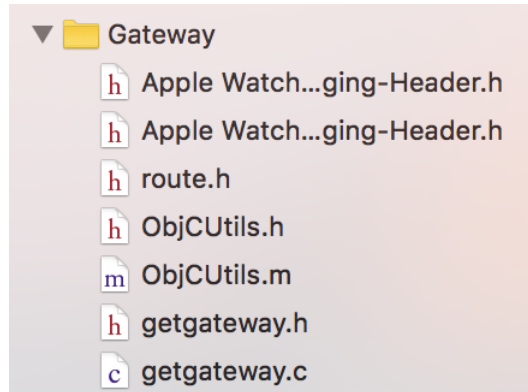 Gateway
h Apple Watch...ging-Header.h
h Apple Watch...ging-Header.h
h route.h
h ObjCUtils.h
m ObjCUtils.m
h getgateway.h
c getgateway.c